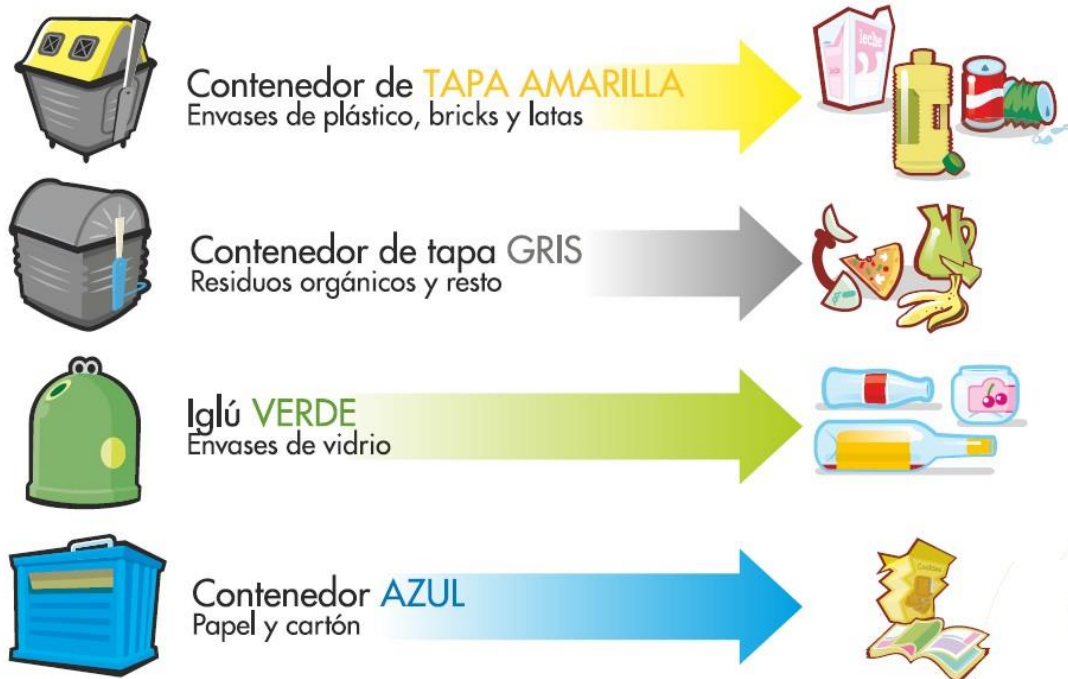 Contenedor de TAPA AMARILLA
Envases de plástico, bricks y latas
leche
Contenedor de tapa GRIS
Residuos orgánicos y resto
Iglú VERDE
Envases de vidrio
Contenedor AZUL
Papel y cartón